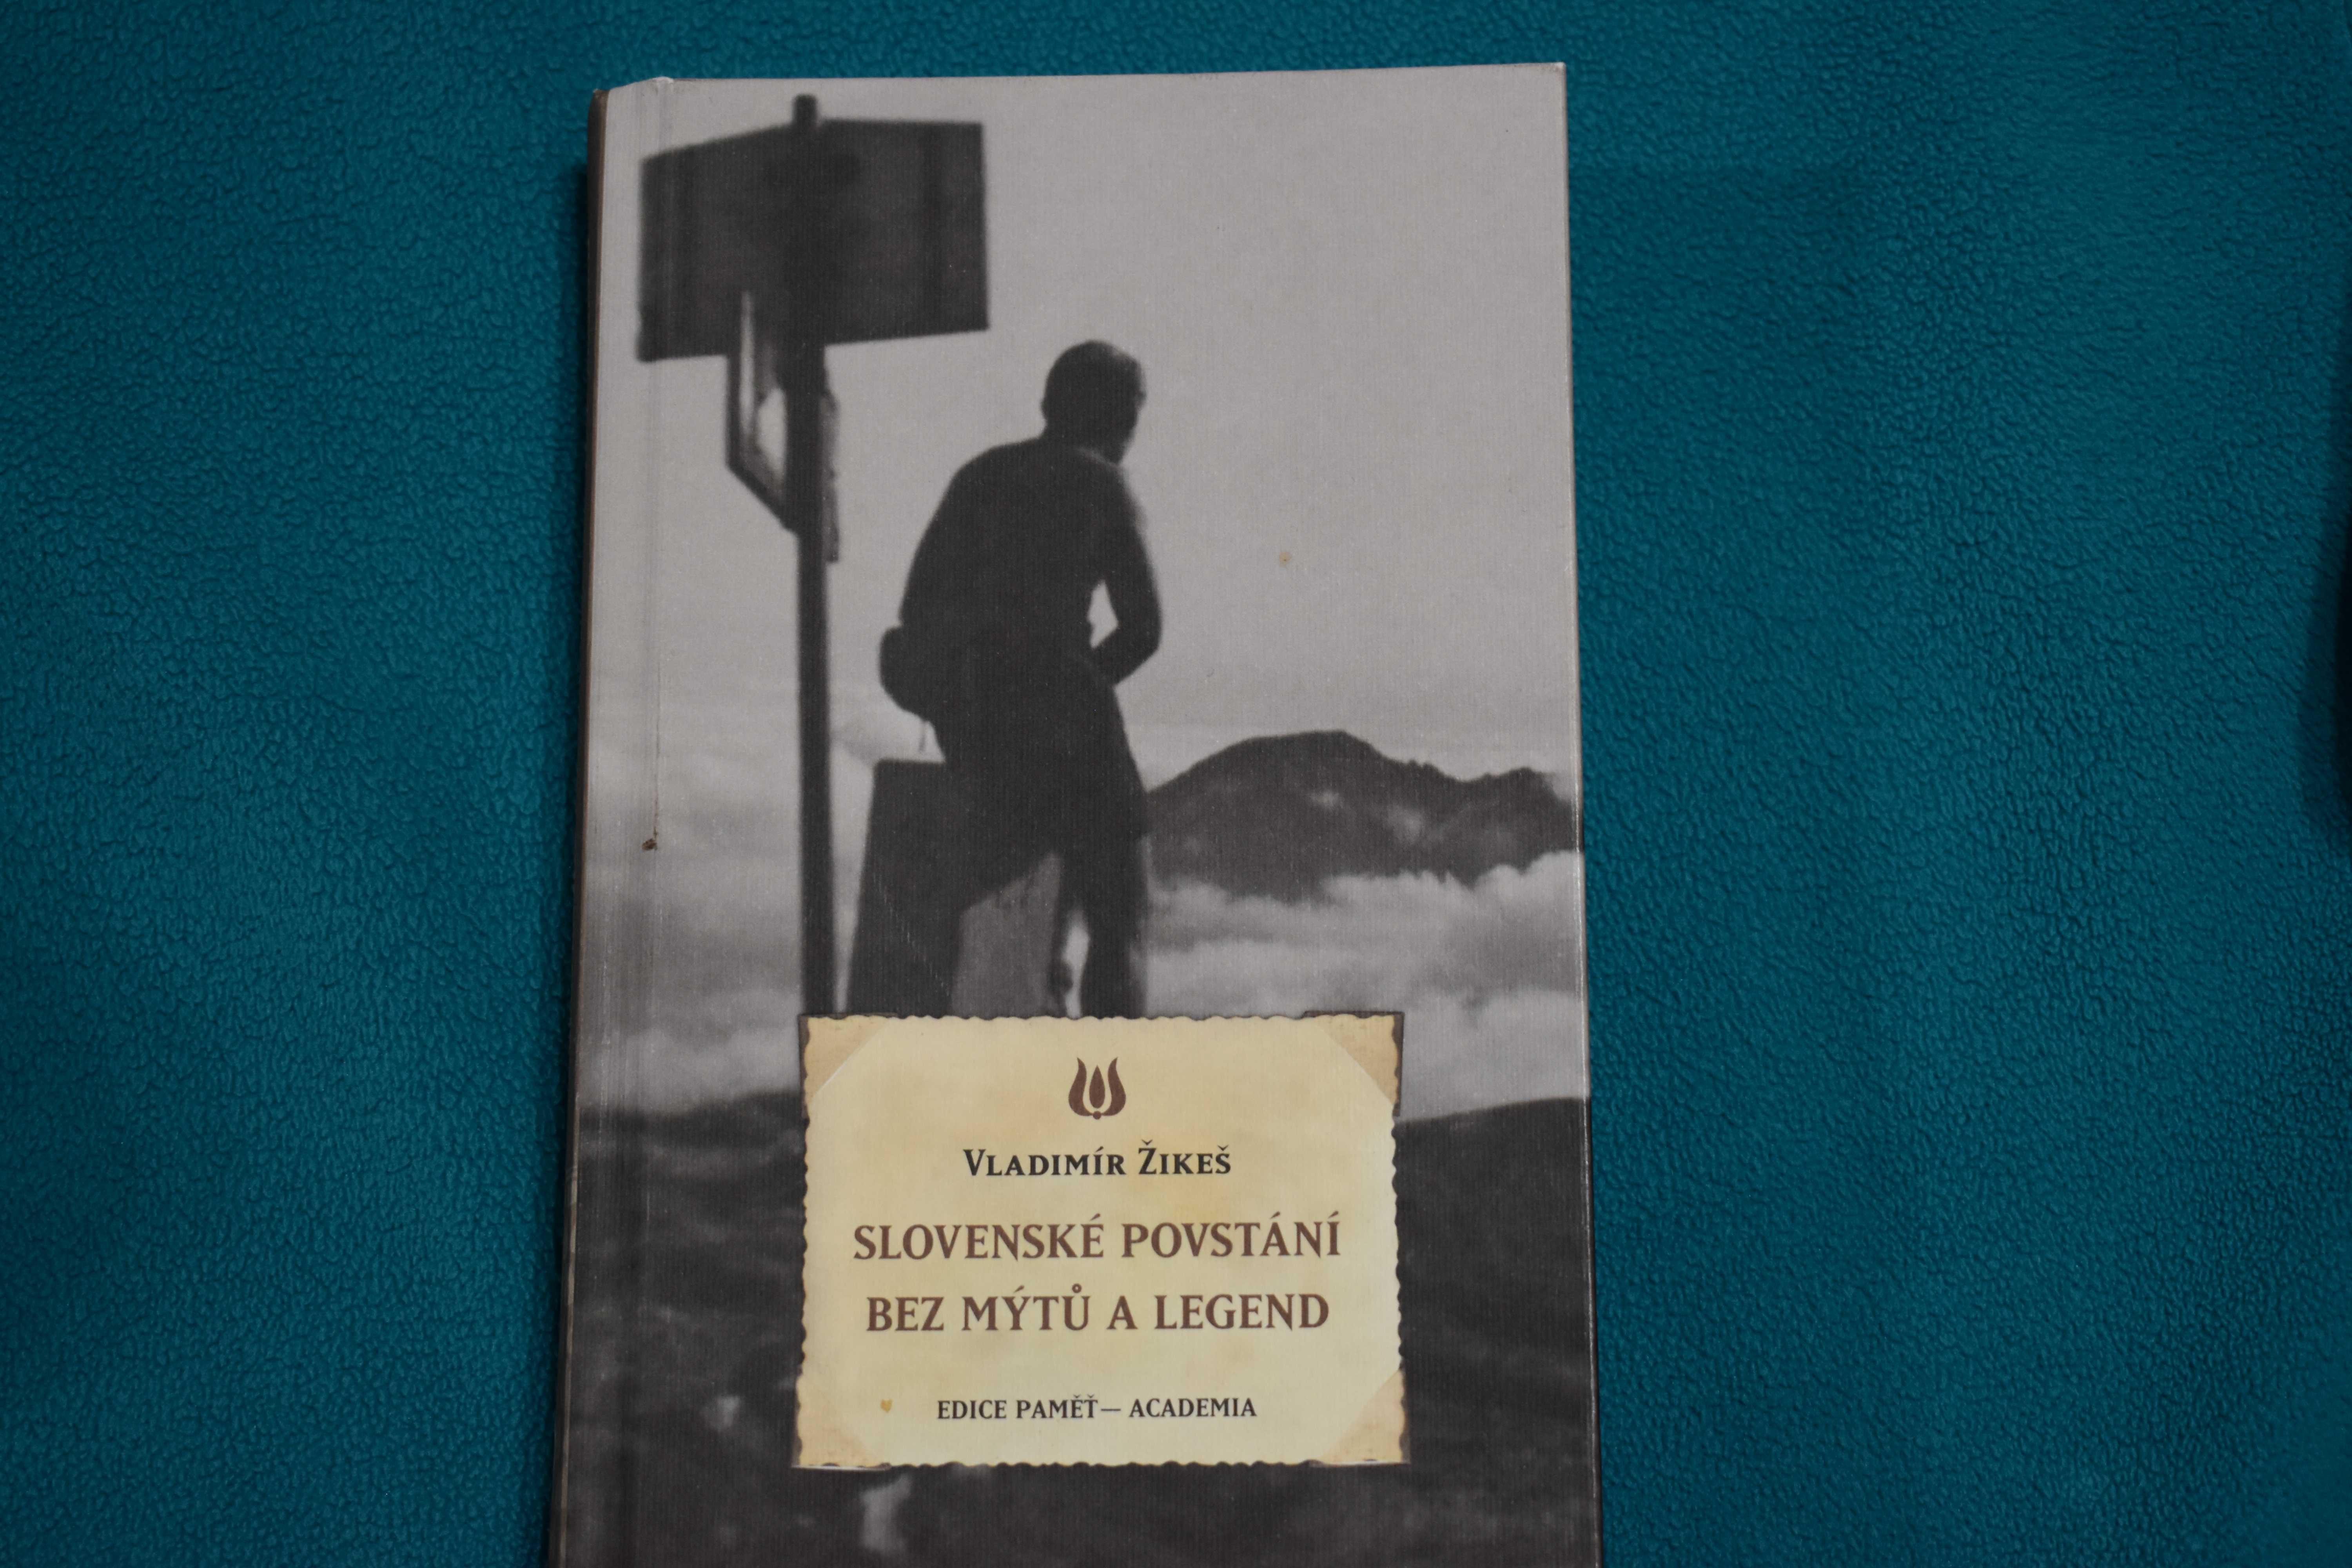 VLADIMÍR ŽIKEŠ
SLOVENSKÉ POVSTÁNÍ
BEZ MÝTŮ A LEGEND
EDICE PAMĚŤ— ACADEMIA